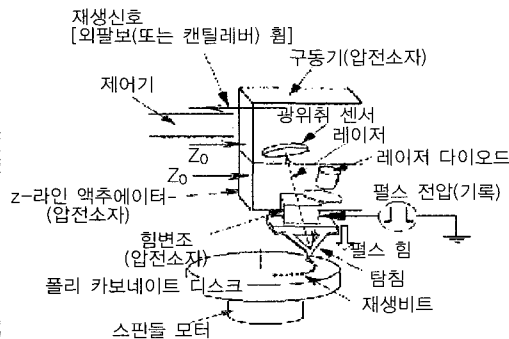 재생신호
[외팔보(또는 캔틸레버) 휨]
구동기(압전소자)
제어기
광위취 센서
레이저
Z0
레이저 다이오드
Z0
z-라인 액추에이터
(압전소자)
펄스 전압(기록)
힘변조
(압전소자)
펄스 힘
탐침
폴리 카보네이트 디스크
재생비트
스핀들 모터